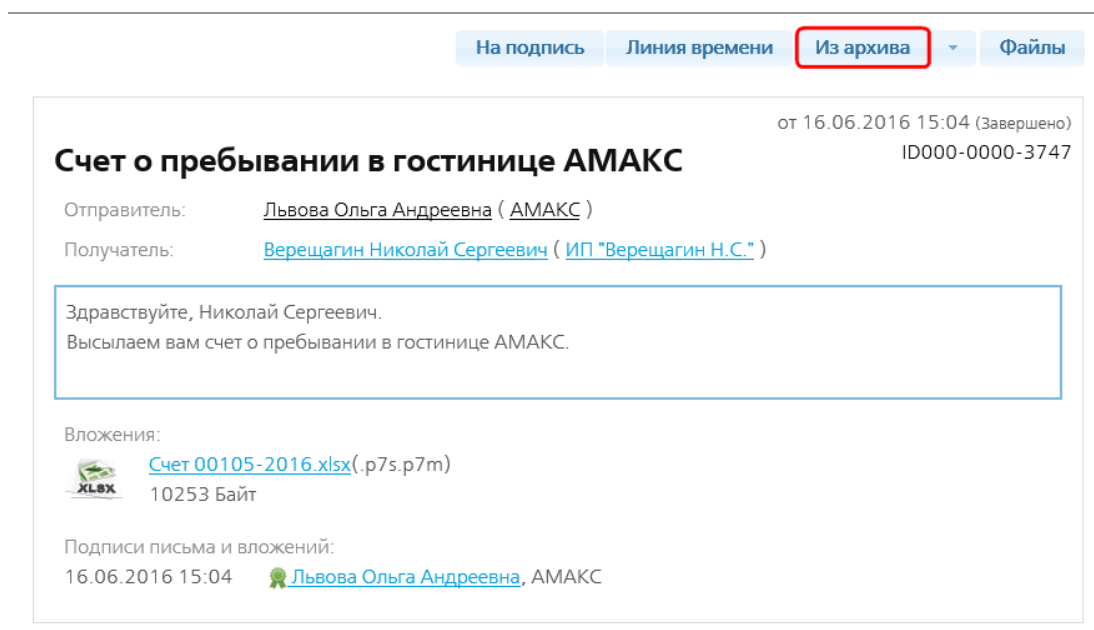 На подпись Линия времени Из архива Файлы
от 16.06.2016 15:04 (Завершено)
Счет о пребывании в гостинице АМАКС ID000-0000-3747
Отправитель: Львова Ольга Андреевна ( АМАКС )
Получатель: Верещагин Николай Сергеевич ( ИП "Верещагин Н.С." )
Здравствуйте, Николай Сергеевич.
Высылаем вам счет о пребывании в гостинице АМАКС.
Вложения:
Счет 00105-2016.xlsx(.p7s.p7m)
XLSX 10253 Байт
Подписи письма и вложений:
16.06.2016 15:04 Львова Ольга Андреевна, АМАКС